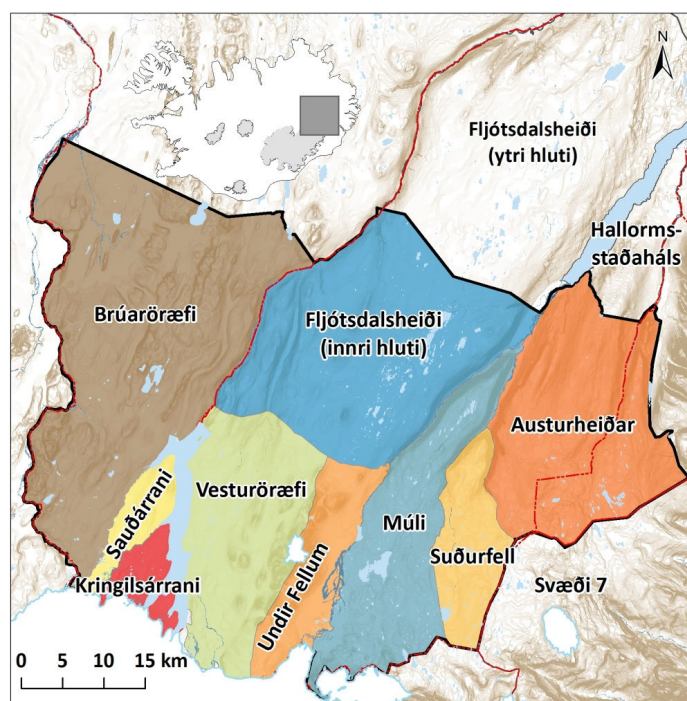 N
Fljótsdalsheiði
(ytri hluti)
Hallorms-
staðaháls
Brúaröræfi
Fljótsdalsheiði
(innri hluti)
Austurheiðar
Vesturöræfi
Múli
Sauðárrani
Suðurfell
Kringilsárrani
Undir Fellum
Svæði 7
0 5 10 15 km